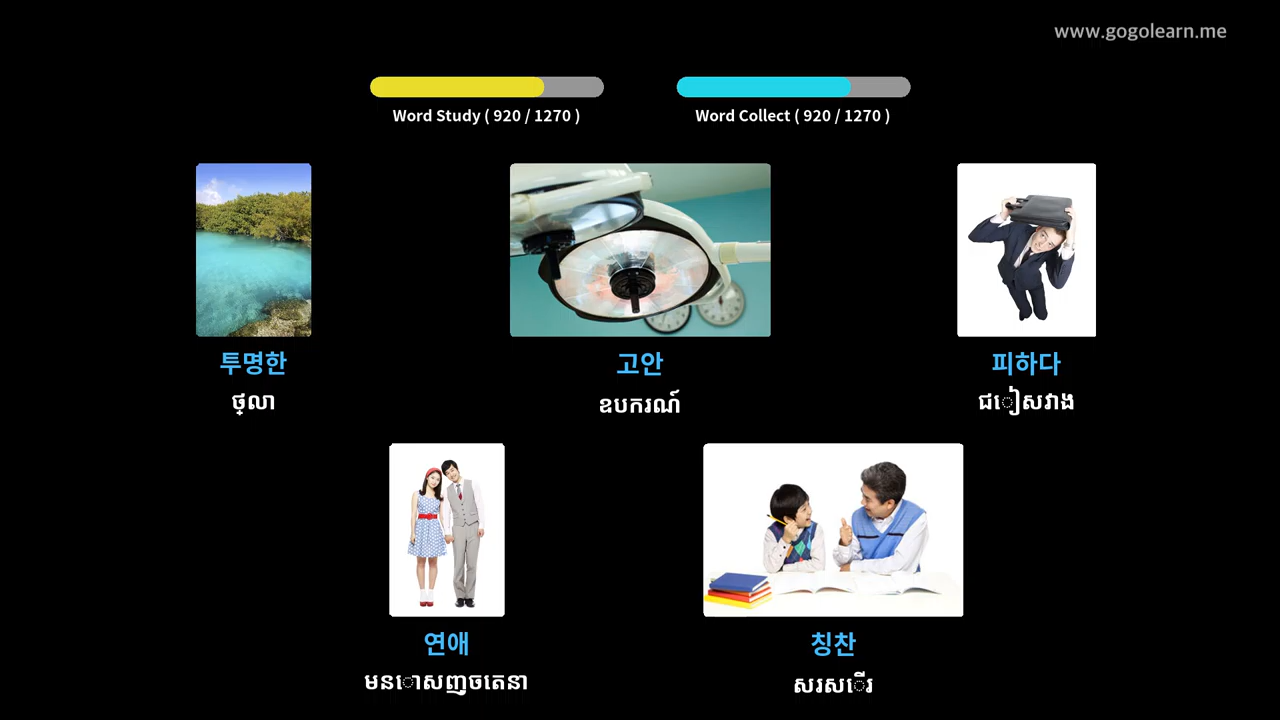 www.gogolearn.me
Word Study ( 920 / 1270 )
Word Collect ( 920 / 1270 )
투명한
고안
피하다
ថ្លា
ឧបករណ៍
ជៀសវាង
연애
칭찬
មនោសញ្ចេតនា
សរសើរ